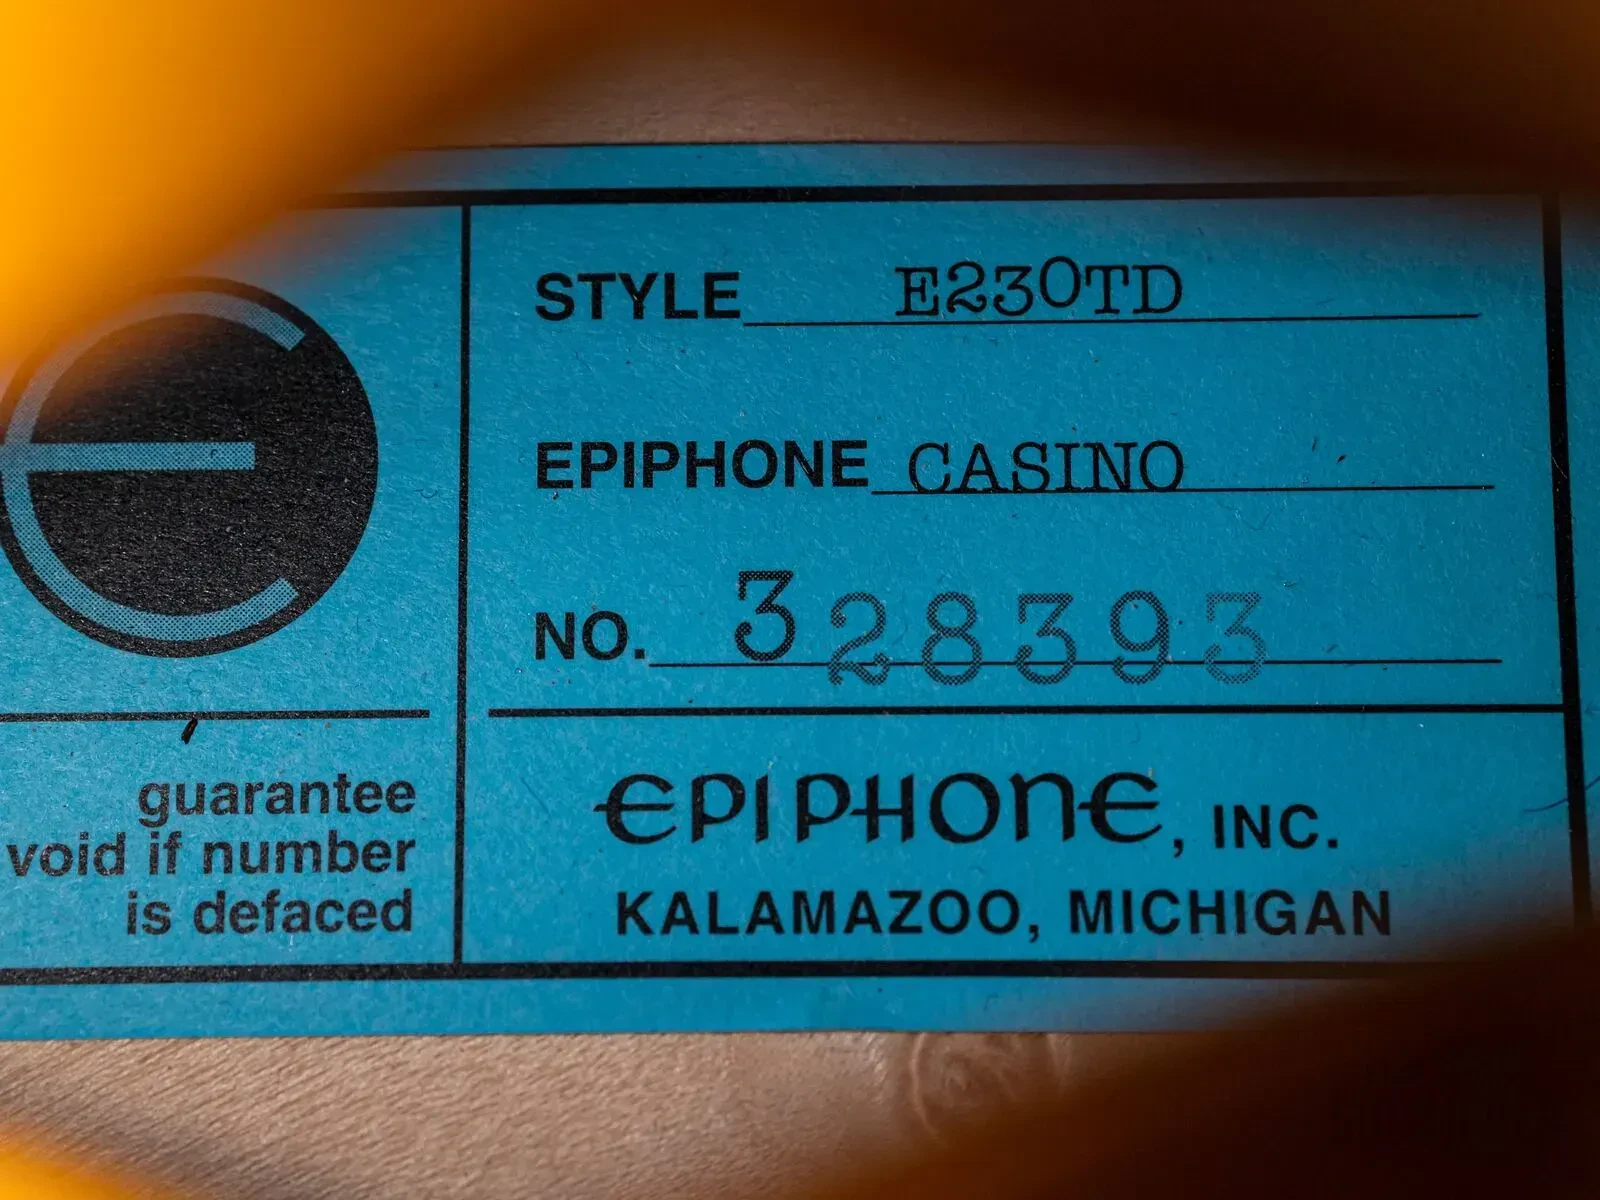 e
STYLE E230TD
EPIPHONE CASINO
NO. 328393
guarantee
void if number
is defaced
EPIPHONE, INC.
KALAMAZOO, MICHIGAN